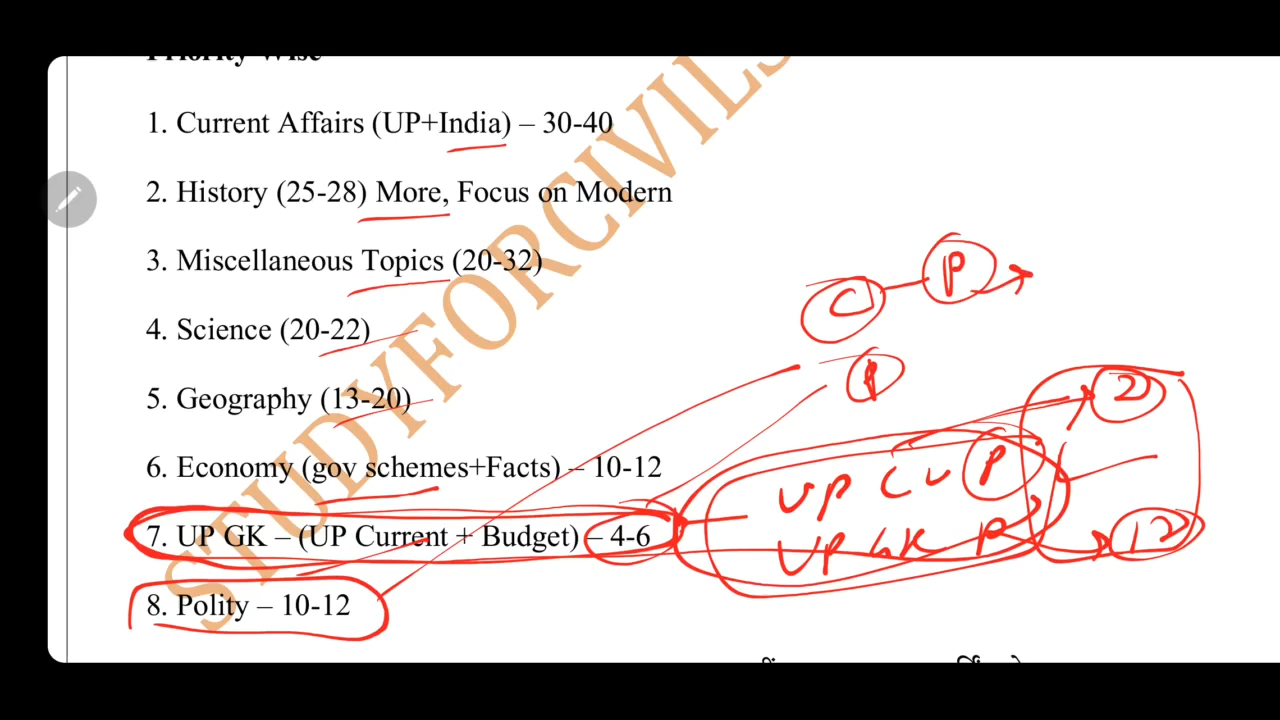 Priority Wise
1. Current Affairs (UP+India) – 30-40
2. History (25-28) More, Focus on Modern
3. Miscellaneous Topics (20-32)
4. Science (20-22)
5. Geography (13-20)
6. Economy (gov schemes+Facts) – 10-12
7. UP GK – (UP Current + Budget) – 4-6
8. Polity – 10-12
STUDYFORCIVILS
C P
P
2
UP CU P
UP GK P
12